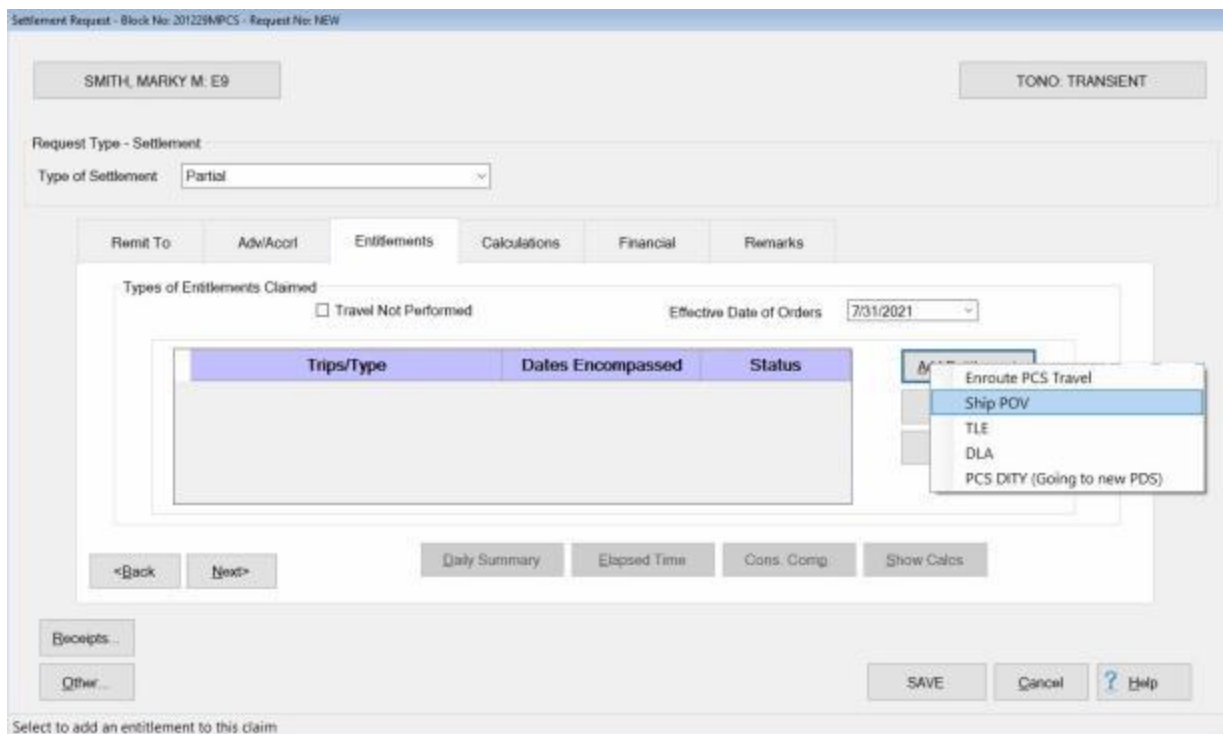 Settlement Request - Block No: 201229MPCS - Request No: NEW
SMITH, MARKY M: E9
TONO: TRANSIENT
Request Type - Settlement
Type of Settlement Partial
Remit To Adv/Accrl Entitlements Calculations Financial Remarks
Types of Entitlements Claimed
Travel Not Performed Effective Date of Orders 7/31/2021
Trips/Type Dates Encompassed Status
Enroute PCS Travel
Ship POV
TLE
DLA
PCS DITY (Going to new PDS)
<Back Next> Daily Summary Elapsed Time Cons. Comp. Show Calcs
Receipts...
Other... SAVE Cancel ? Help
Select to add an entitlement to this claim